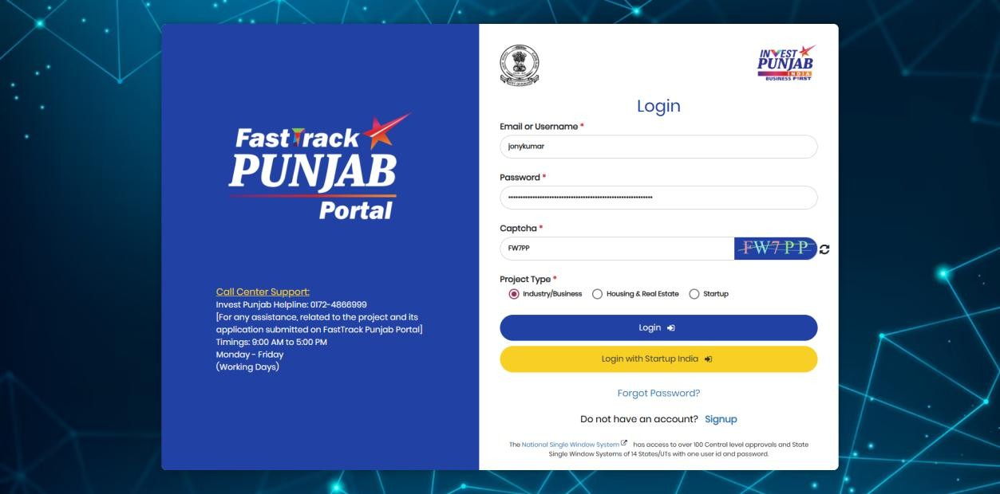 FastTrack
PUNJAB
Portal
Call Center Support:
Invest Punjab Helpline: 0172-4866999
[For any assistance, related to the project and its
application submitted on FastTrack Punjab Portal]
Timings: 9:00 AM to 5:00 PM
Monday - Friday
(Working Days)
INVEST
PUNJAB
INDIA
BUSINESS FIRST
Login
Email or Username *
jonykumar
Password *
Captcha *
FW7PP
FW7PP
Project Type *
Industry/Business Housing & Real Estate Startup
Login
Login with Startup India
Forgot Password?
Do not have an account? Signup
The National Single Window System has access to over 100 Central level approvals and State
Single Window Systems of 14 States/UTs with one user id and password.